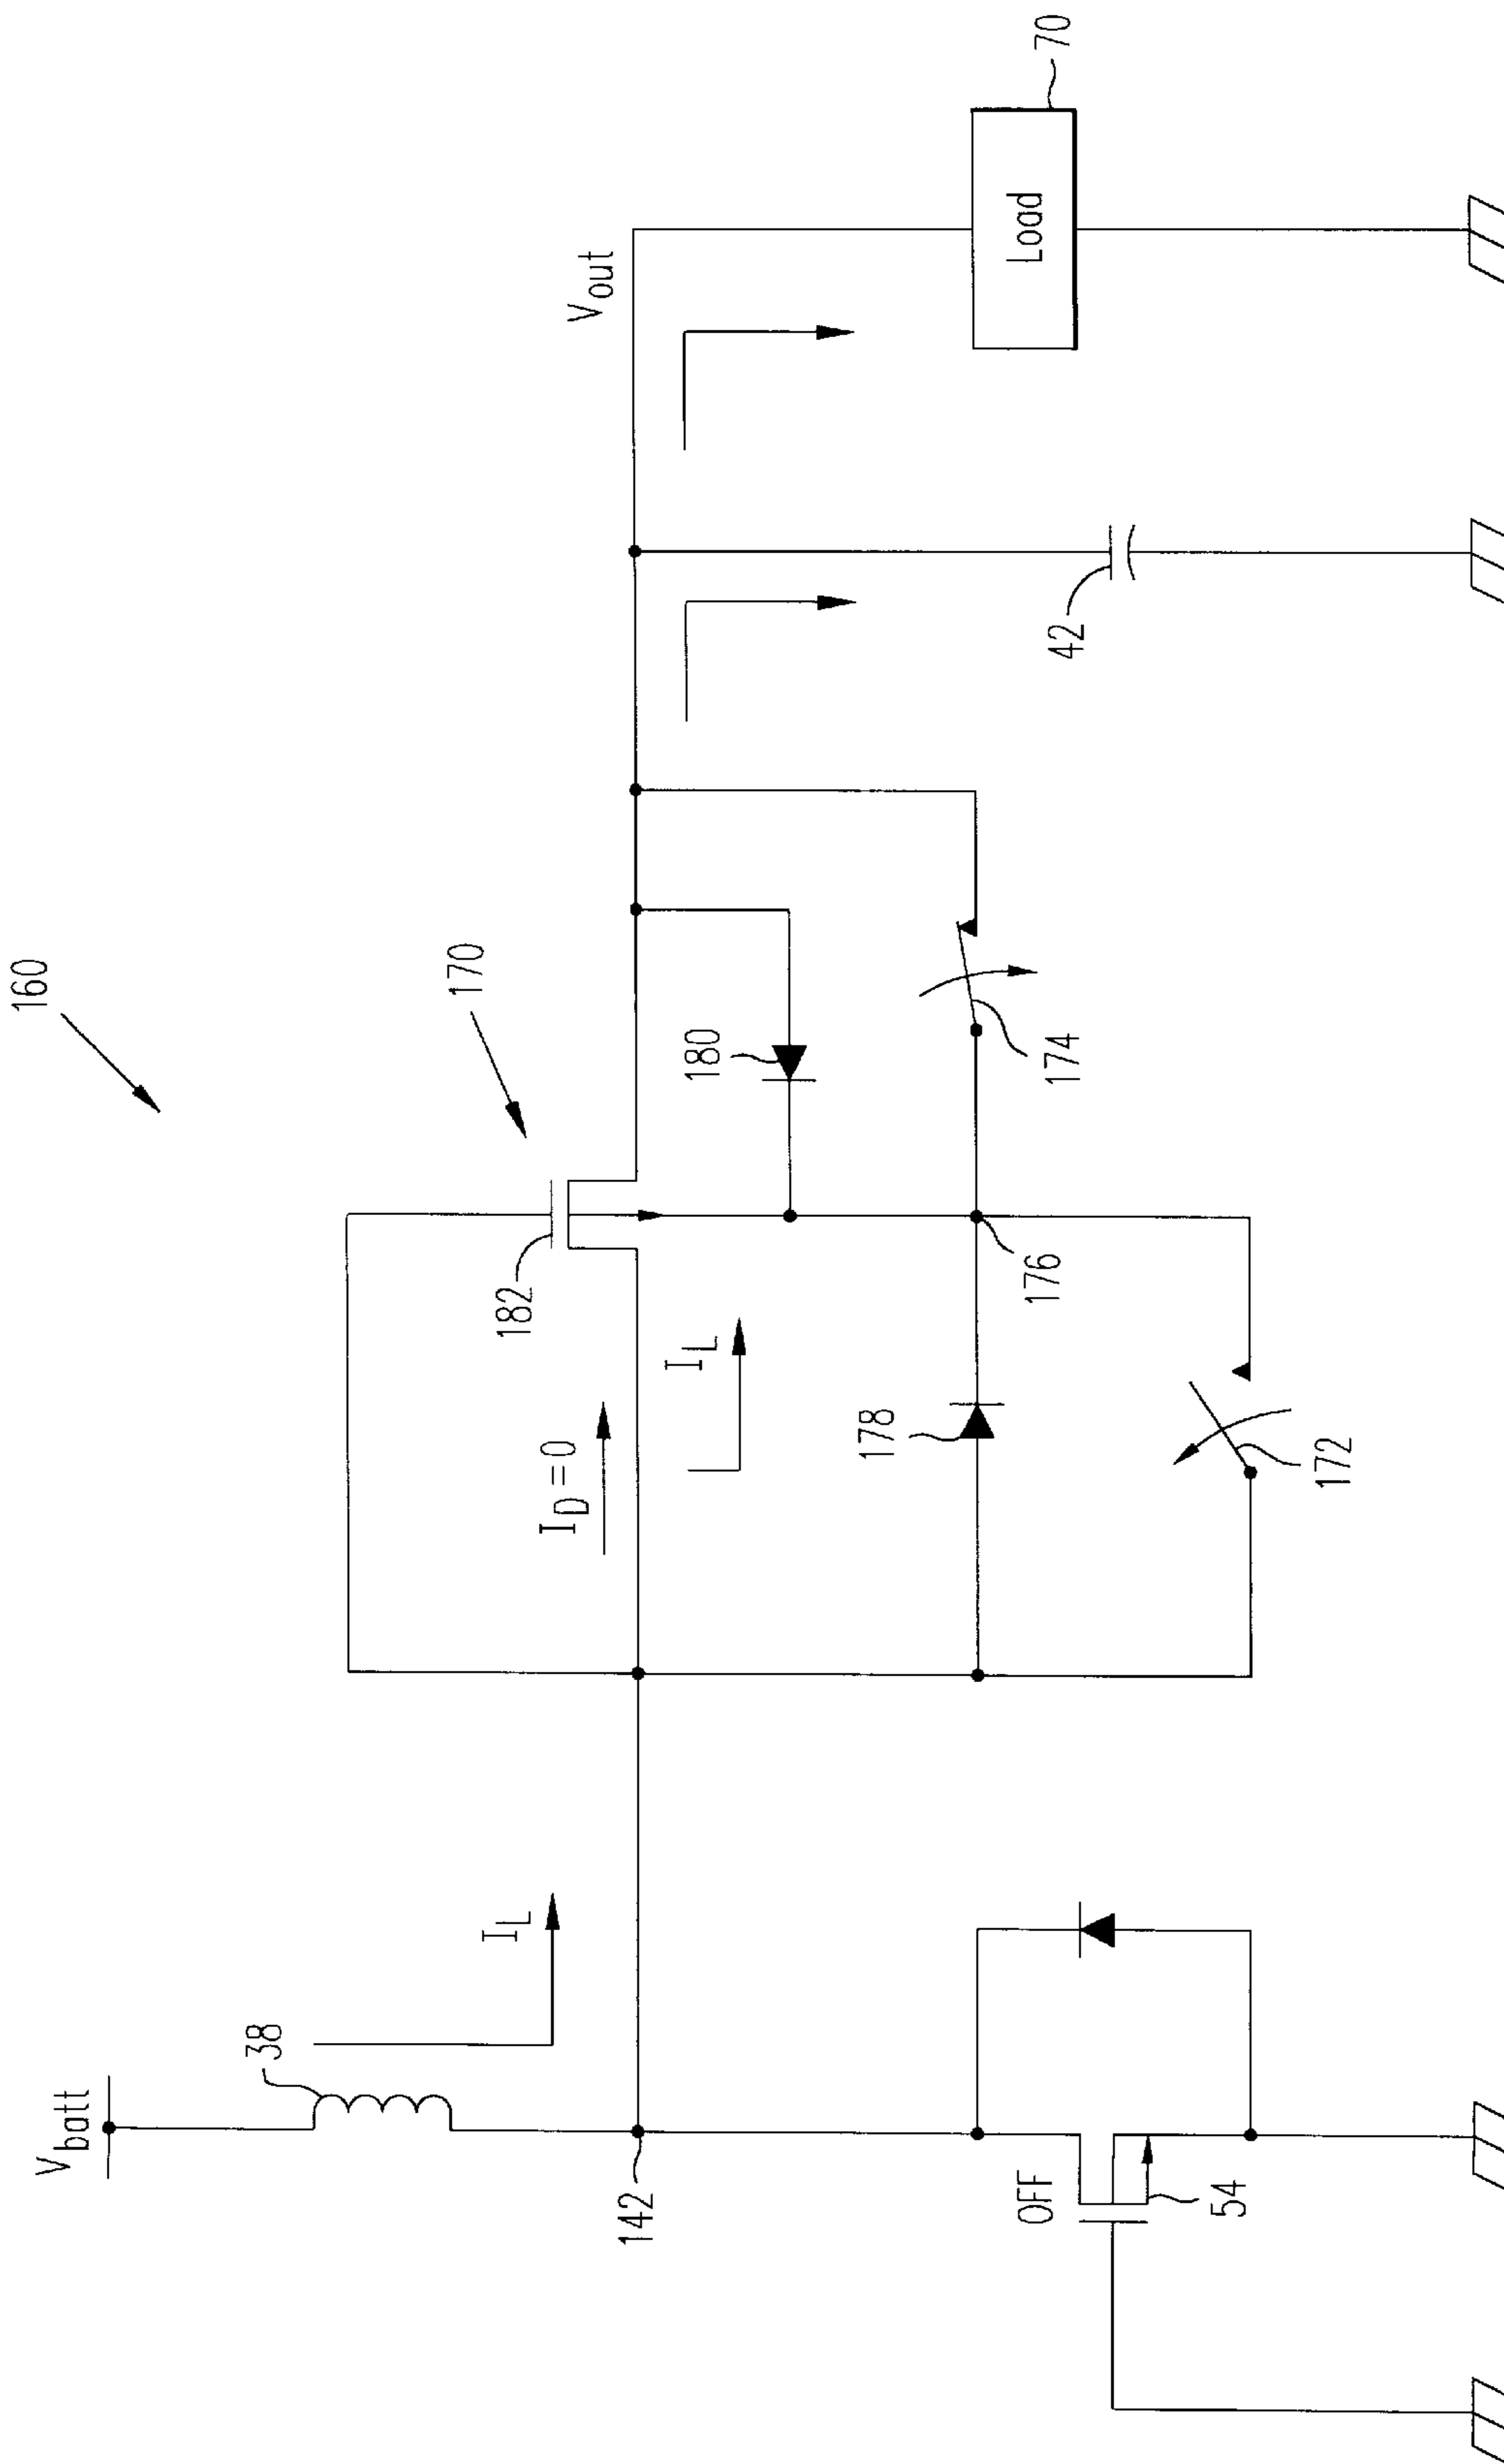 160
V_batt
38
I_L
142
OFF
54
182
170
I_D = 0
I_L
180
178
176
174
172
V_out
42
Load
70